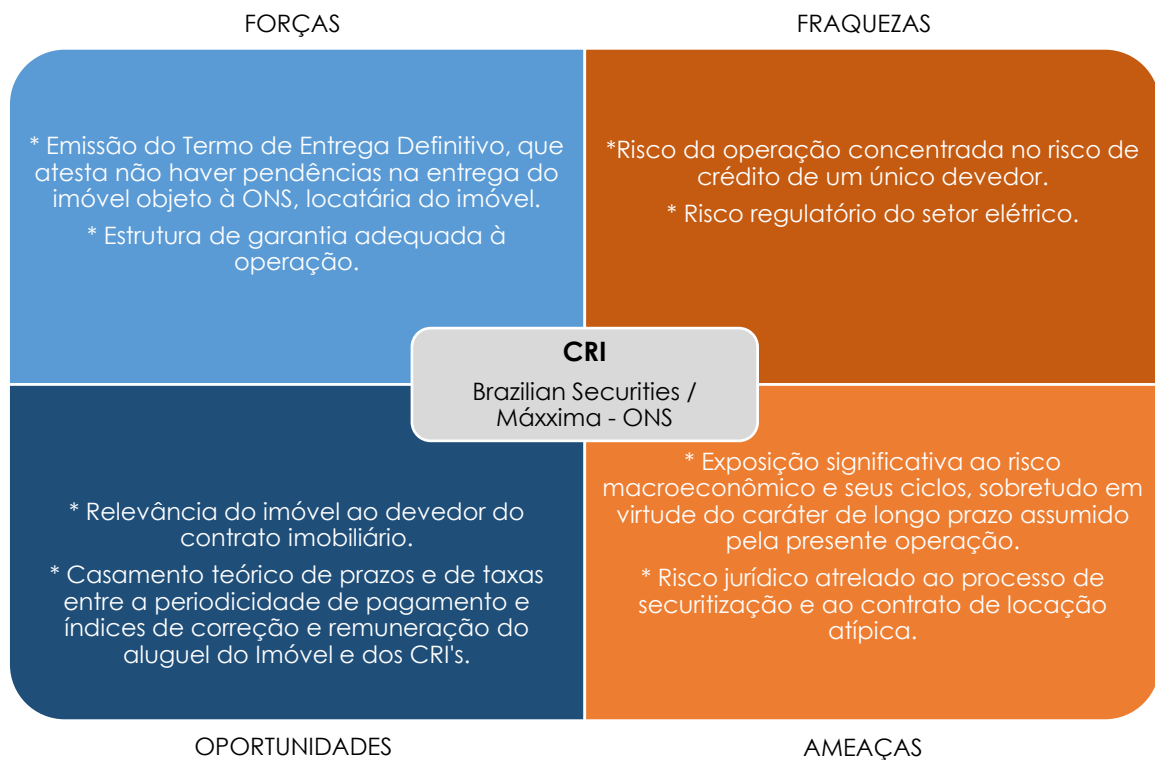 FORÇAS
FRAQUEZAS
* Emissão do Termo de Entrega Definitivo, que
atesta não haver pendências na entrega do
imóvel objeto à ONS, locatária do imóvel.
* Estrutura de garantia adequada à
operação.
*Risco da operação concentrada no risco de
crédito de um único devedor.
* Risco regulatório do setor elétrico.
CRI
Brazilian Securities /
Máxxima - ONS
* Relevância do imóvel ao devedor do
contrato imobiliário.
* Casamento teórico de prazos e de taxas
entre a periodicidade de pagamento e
índices de correção e remuneração do
aluguel do Imóvel e dos CRI's.
* Exposição significativa ao risco
macroeconômico e seus ciclos, sobretudo em
virtude do caráter de longo prazo assumido
pela presente operação.
* Risco jurídico atrelado ao processo de
securitização e ao contrato de locação
atípica.
OPORTUNIDADES
AMEAÇAS